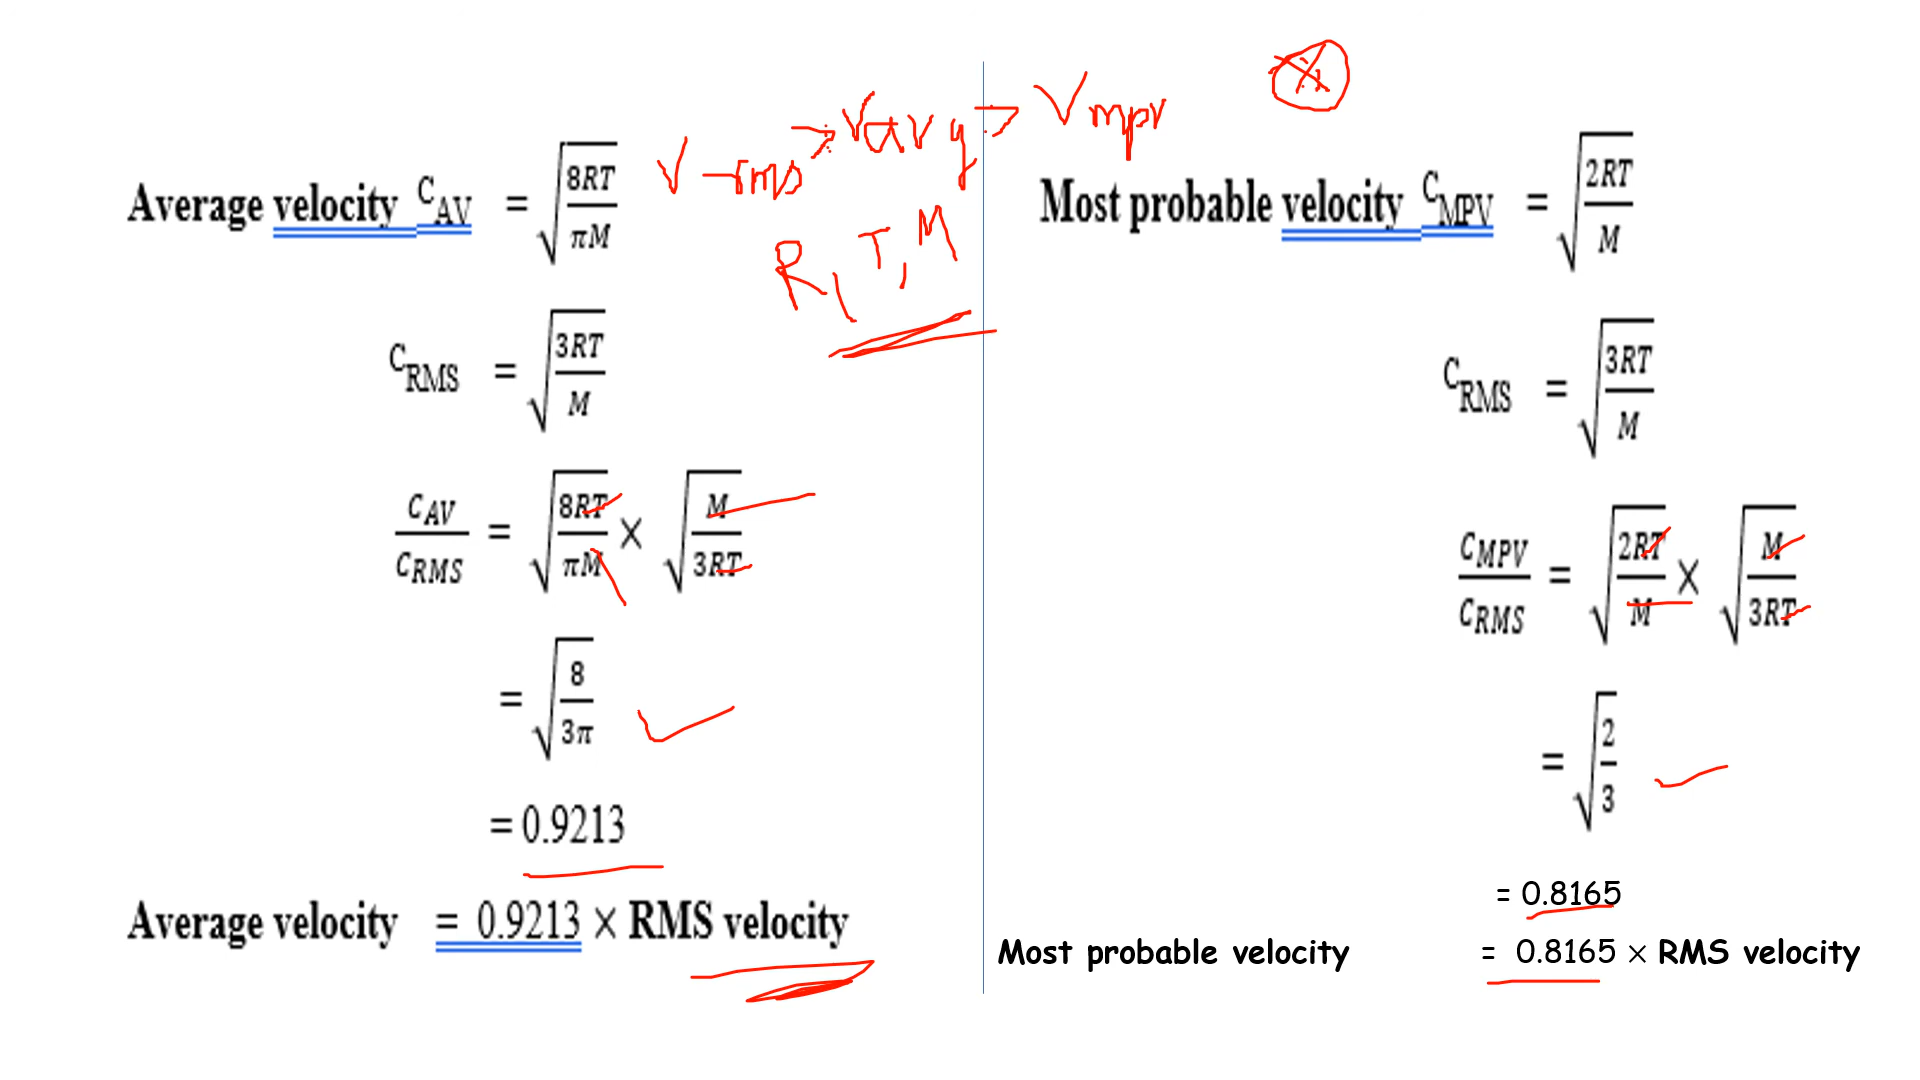 V rms > Vavg > Vmpv
R, T, M
Average velocity C_AV = √(8RT/πM)
C_RMS = √(3RT/M)
C_AV/C_RMS = √(8RT/πM) × √(M/3RT)
= √(8/3π)
= 0.9213
Average velocity = 0.9213 × RMS velocity
Most probable velocity C_MPV = √(2RT/M)
C_RMS = √(3RT/M)
C_MPV/C_RMS = √(2RT/M) × √(M/3RT)
= √(2/3)
= 0.8165
Most probable velocity = 0.8165 × RMS velocity